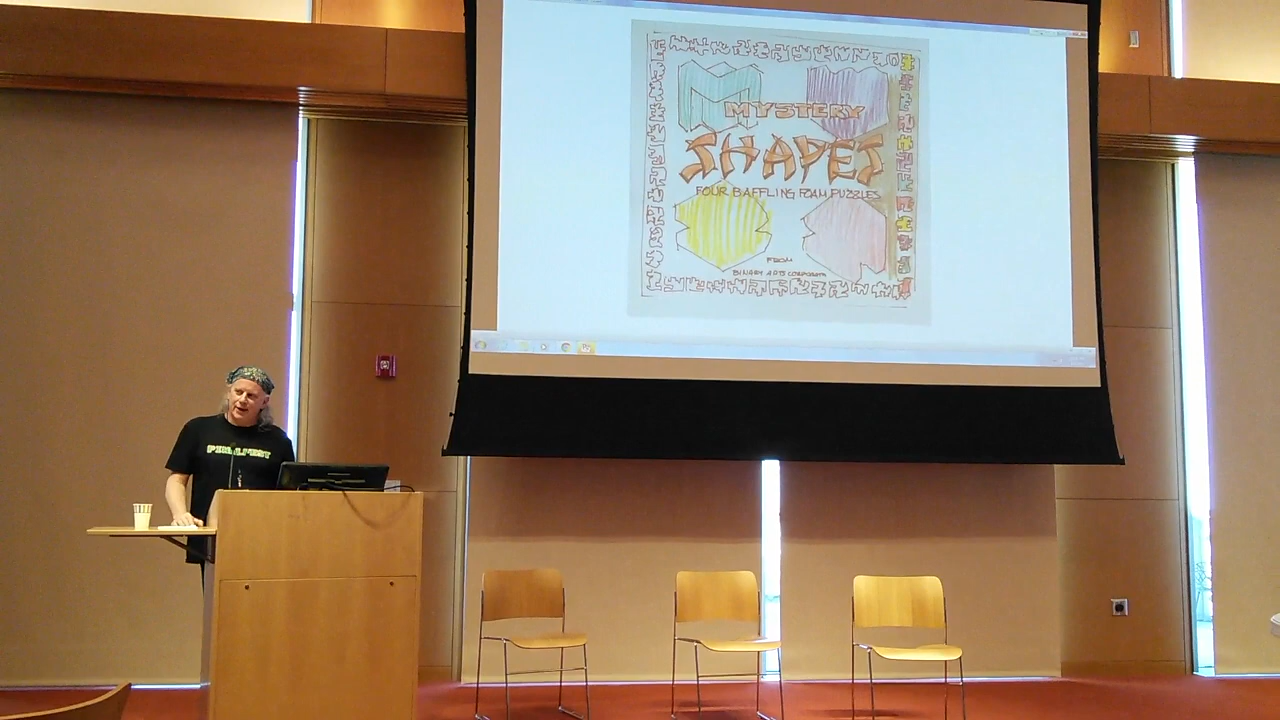 MYSTERY
SHAPES
FOUR BAFFLING FOAM PUZZLES
FROM
BINARY ARTS CORPORATION